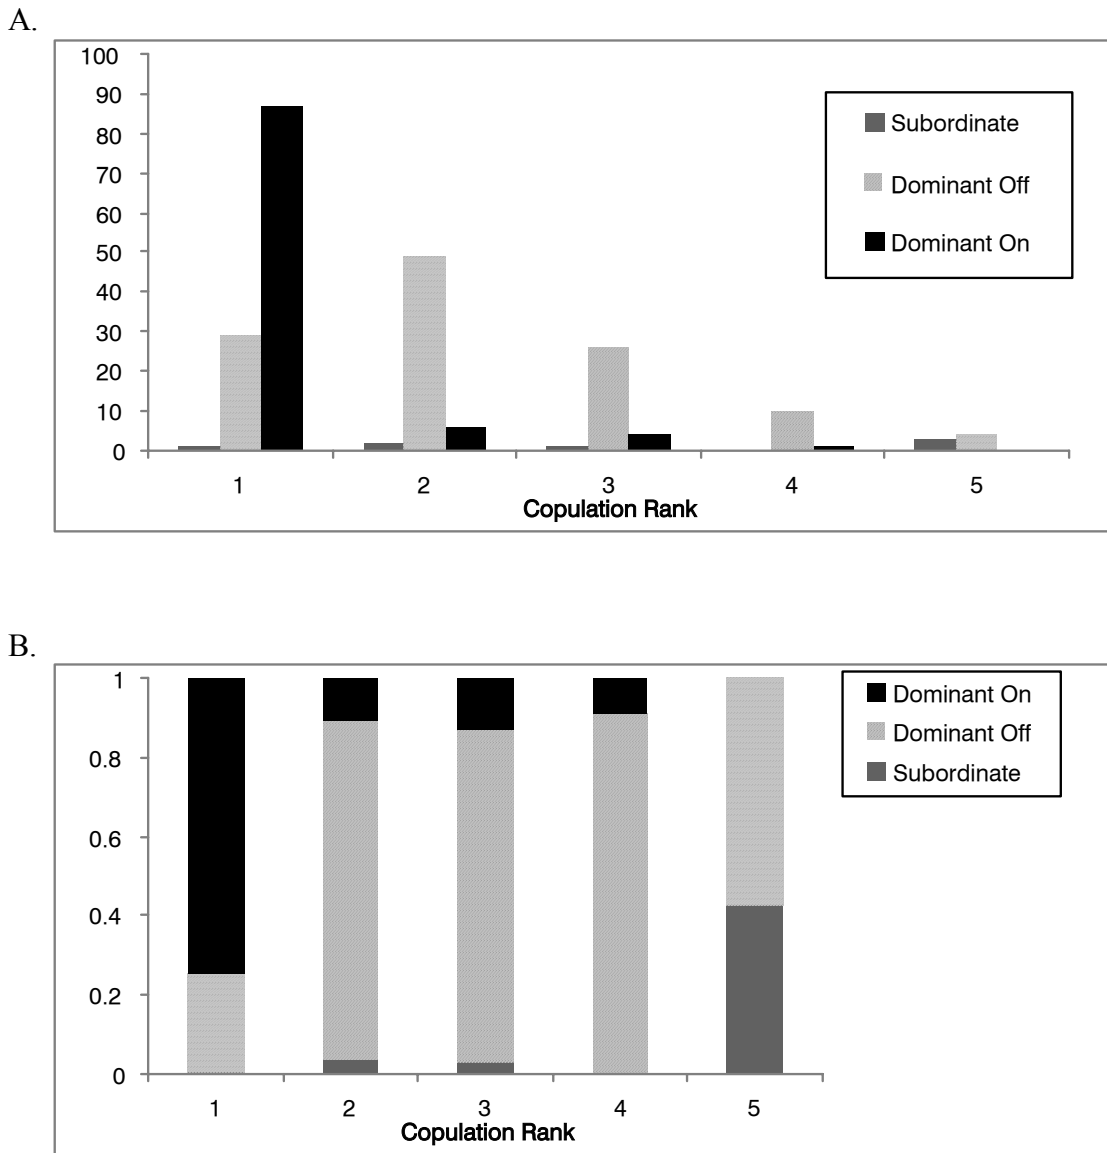 A.
100
90
80
70
60
50
40
30
20
10
0
Subordinate
Dominant Off
Dominant On
1 2 3 4 5
Copulation Rank
B.
1
0.8
0.6
0.4
0.2
0
Dominant On
Dominant Off
Subordinate
1 2 3 4 5
Copulation Rank